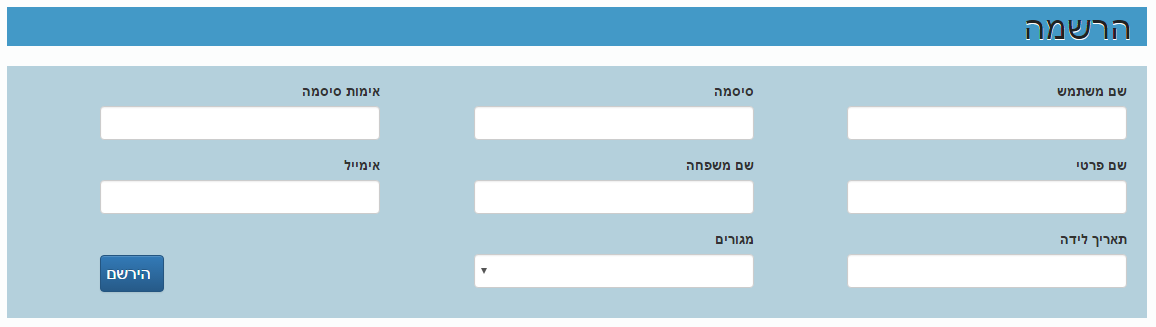 הרשמה
שם משתמש
סיסמה
אימות סיסמה
שם פרטי
שם משפחה
אימייל
תאריך לידה
מגורים
הירשם